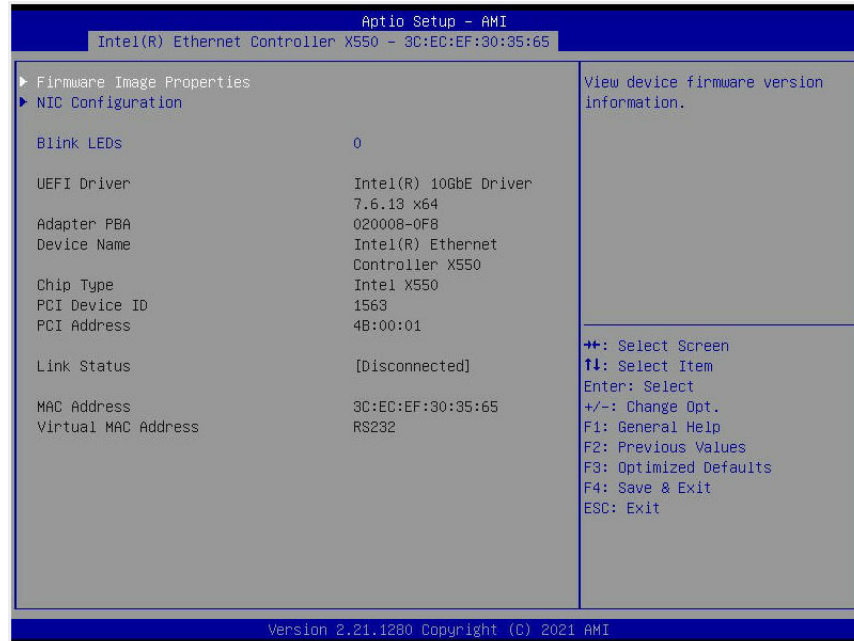 Aptio Setup – AMI
Intel(R) Ethernet Controller X550 – 3C:EC:EF:30:35:65
▶ Firmware Image Properties
▶ NIC Configuration
Blink LEDs 0
UEFI Driver Intel(R) 10GbE Driver
7.6.13 x64
Adapter PBA 020008-0F8
Device Name Intel(R) Ethernet
Controller X550
Chip Type Intel X550
PCI Device ID 1563
PCI Address 4B:00:01
Link Status [Disconnected]
MAC Address 3C:EC:EF:30:35:65
Virtual MAC Address RS232
View device firmware version
information.
→←: Select Screen
↑↓: Select Item
Enter: Select
+/-: Change Opt.
F1: General Help
F2: Previous Values
F3: Optimized Defaults
F4: Save & Exit
ESC: Exit
Version 2.21.1280 Copyright (C) 2021 AMI